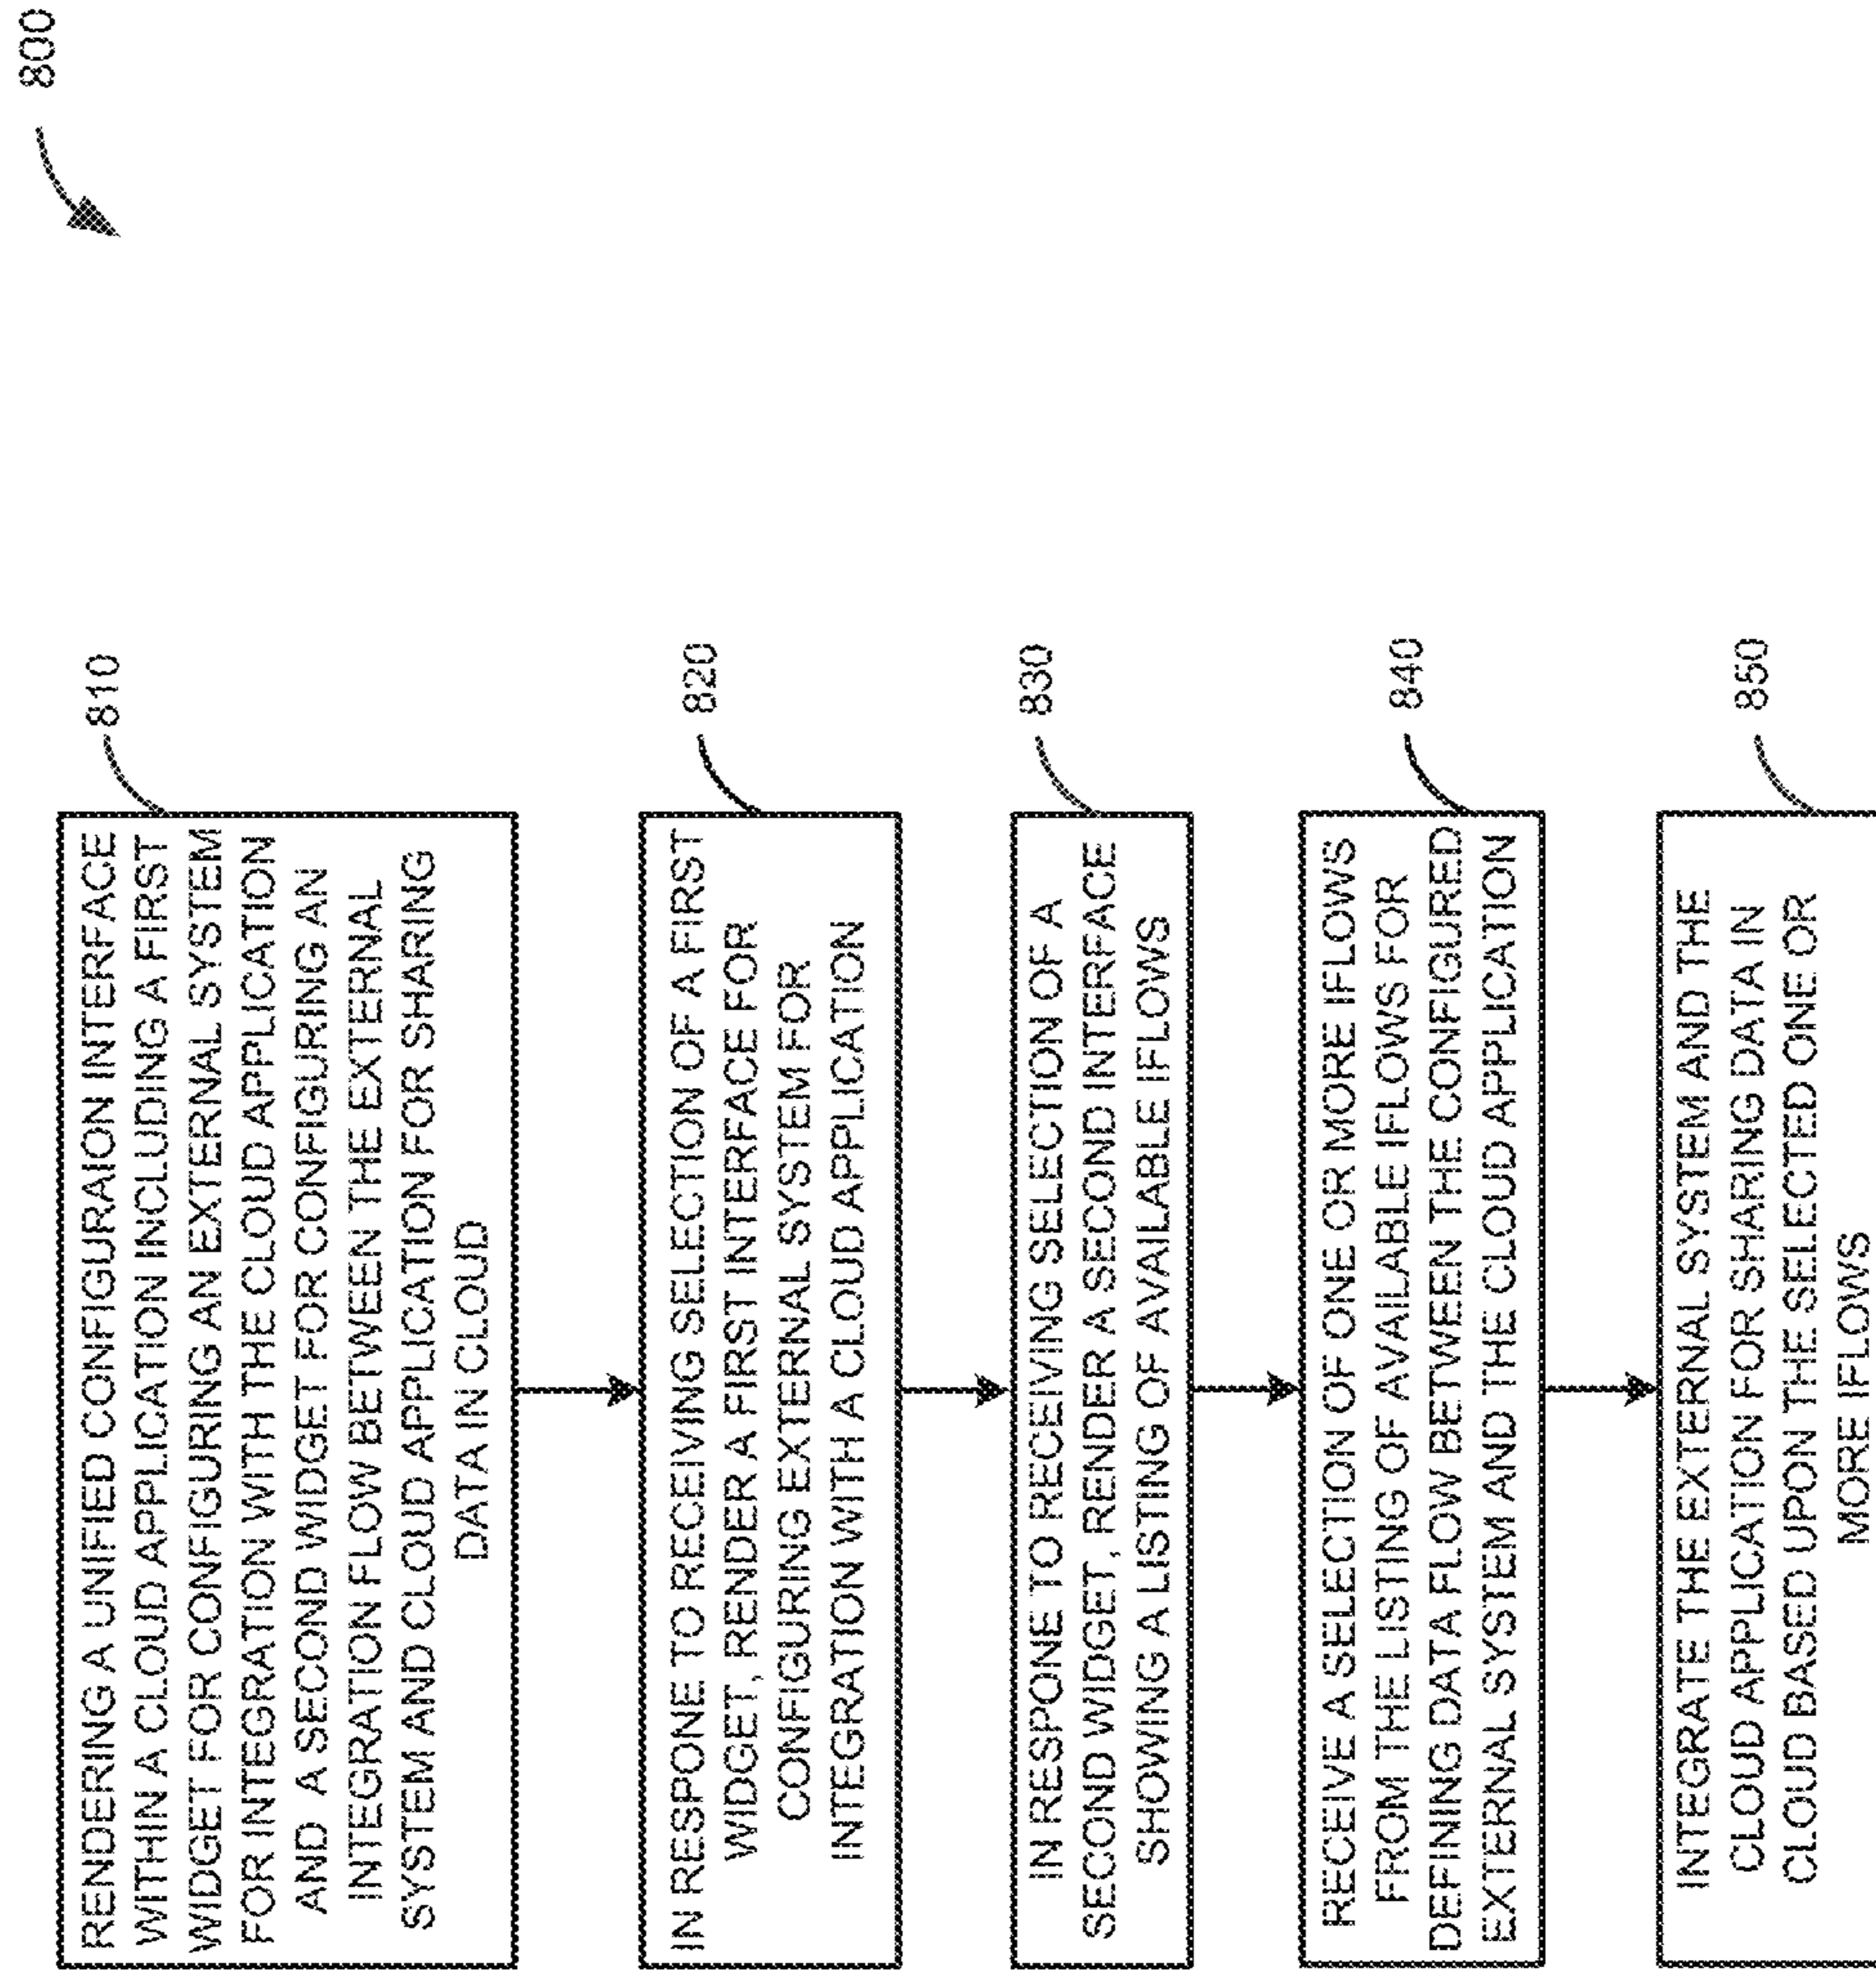 800
810
RENDERING A UNIFIED CONFIGURAION INTERFACE
WITHIN A CLOUD APPLICATION INCLUDING A FIRST
WIDGET FOR CONFIGURING AN EXTERNAL SYSTEM
FOR INTEGRATION WITH THE CLOUD APPLICATION
AND A SECOND WIDGET FOR CONFIGURING AN
INTEGRATION FLOW BETWEEN THE EXTERNAL
SYSTEM AND CLOUD APPLICATION FOR SHARING
DATA IN CLOUD
820
IN RESPONE TO RECEIVING SELECTION OF A FIRST
WIDGET, RENDER A FIRST INTERFACE FOR
CONFIGURING EXTERNAL SYSTEM FOR
INTEGRATION WITH A CLOUD APPLICATION
830
IN RESPONE TO RECEIVING SELECTION OF A
SECOND WIDGET, RENDER A SECOND INTERFACE
SHOWING A LISTING OF AVAILABLE IFLOWS
840
RECEIVE A SELECTION OF ONE OR MORE IFLOWS
FROM THE LISTING OF AVAILABLE IFLOWS FOR
DEFINING DATA FLOW BETWEEN THE CONFIGURED
EXTERNAL SYSTEM AND THE CLOUD APPLICATION
850
INTEGRATE THE EXTERNAL SYSTEM AND THE
CLOUD APPLICATION FOR SHARING DATA IN
CLOUD BASED UPON THE SELECTED ONE OR
MORE IFLOWS